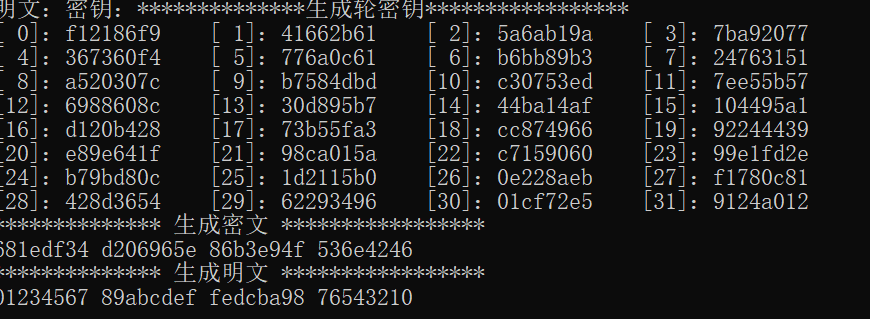 明文：密钥：**************生成轮密钥*****************
[ 0]: f12186f9 [ 1]: 41662b61 [ 2]: 5a6ab19a [ 3]: 7ba92077
[ 4]: 367360f4 [ 5]: 776a0c61 [ 6]: b6bb89b3 [ 7]: 24763151
[ 8]: a520307c [ 9]: b7584dbd [10]: c30753ed [11]: 7ee55b57
[12]: 6988608c [13]: 30d895b7 [14]: 44ba14af [15]: 104495a1
[16]: d120b428 [17]: 73b55fa3 [18]: cc874966 [19]: 92244439
[20]: e89e641f [21]: 98ca015a [22]: c7159060 [23]: 99e1fd2e
[24]: b79bd80c [25]: 1d2115b0 [26]: 0e228aeb [27]: f1780c81
[28]: 428d3654 [29]: 62293496 [30]: 01cf72e5 [31]: 9124a012
************** 生成密文 *****************
681edf34 d206965e 86b3e94f 536e4246
************** 生成明文 *****************
01234567 89abcdef fedcba98 76543210